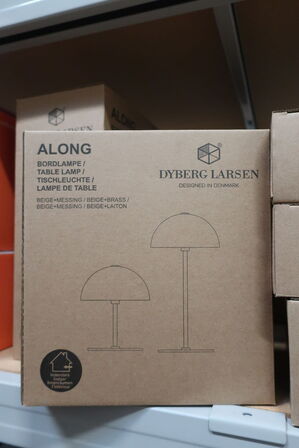 ALONG
BORDLAMPE /
TABLE LAMP /
TISCHLEUCHTE /
LAMPE DE TABLE
BEIGE+MESSING / BEIGE+BRASS /
BEIGE+MESSING / BEIGE+LAITON
DYBERG LARSEN
DESIGNED IN DENMARK
ALONG